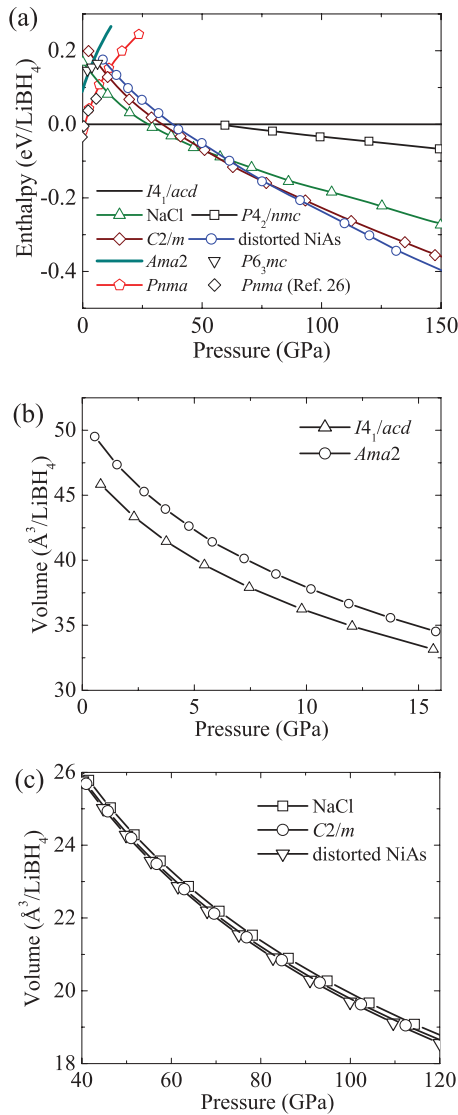 (a)
0.2
0.0
-0.2
-0.4
Enthalpy (eV/LiBH₄)
I4₁/acd
NaCl
P4₂/nmc
C2/m
distorted NiAs
Ama2
P6₃mc
Pnma
Pnma (Ref. 26)
0 50 100 150
Pressure (GPa)
(b)
50
45
40
35
30
Volume (Å³/LiBH₄)
I4₁/acd
Ama2
0 5 10 15
Pressure (GPa)
(c)
26
24
22
20
18
Volume (Å³/LiBH₄)
NaCl
C2/m
distorted NiAs
40 60 80 100 120
Pressure (GPa)